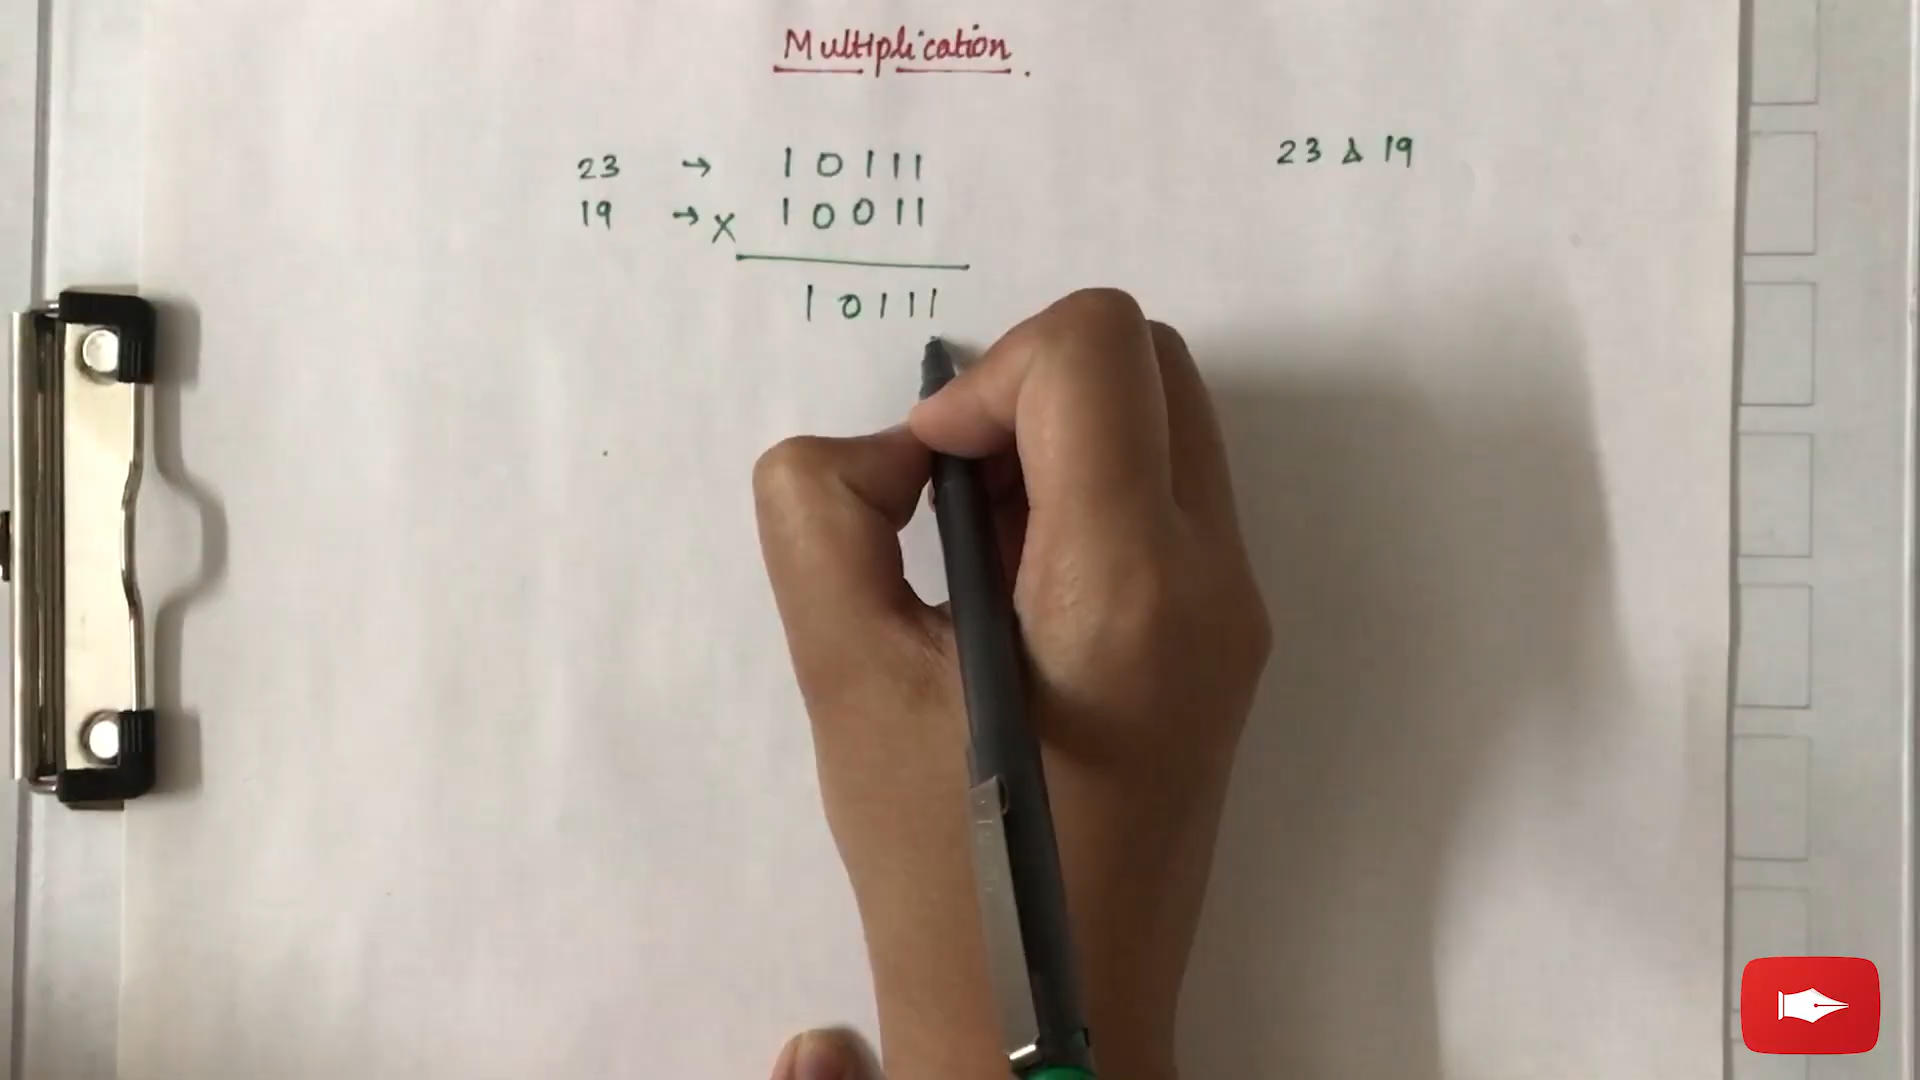 Multiplication.
23 → 10111
19 → X 10011
10111
23 & 19